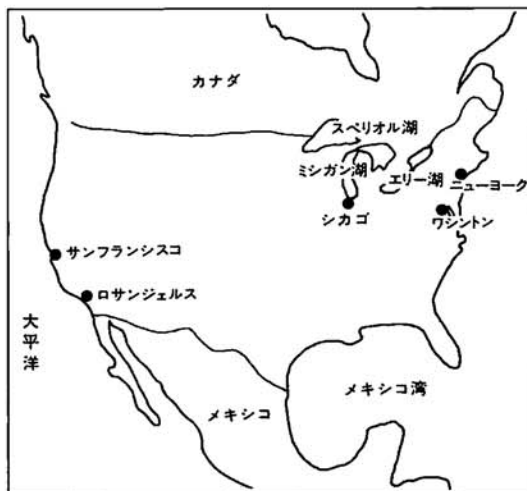 カナダ
スペリオル湖
ミシガン湖
エリー湖
ニューヨーク
シカゴ
ワシントン
サンフランシスコ
ロサンジェルス
大平洋
メキシコ
メキシコ湾